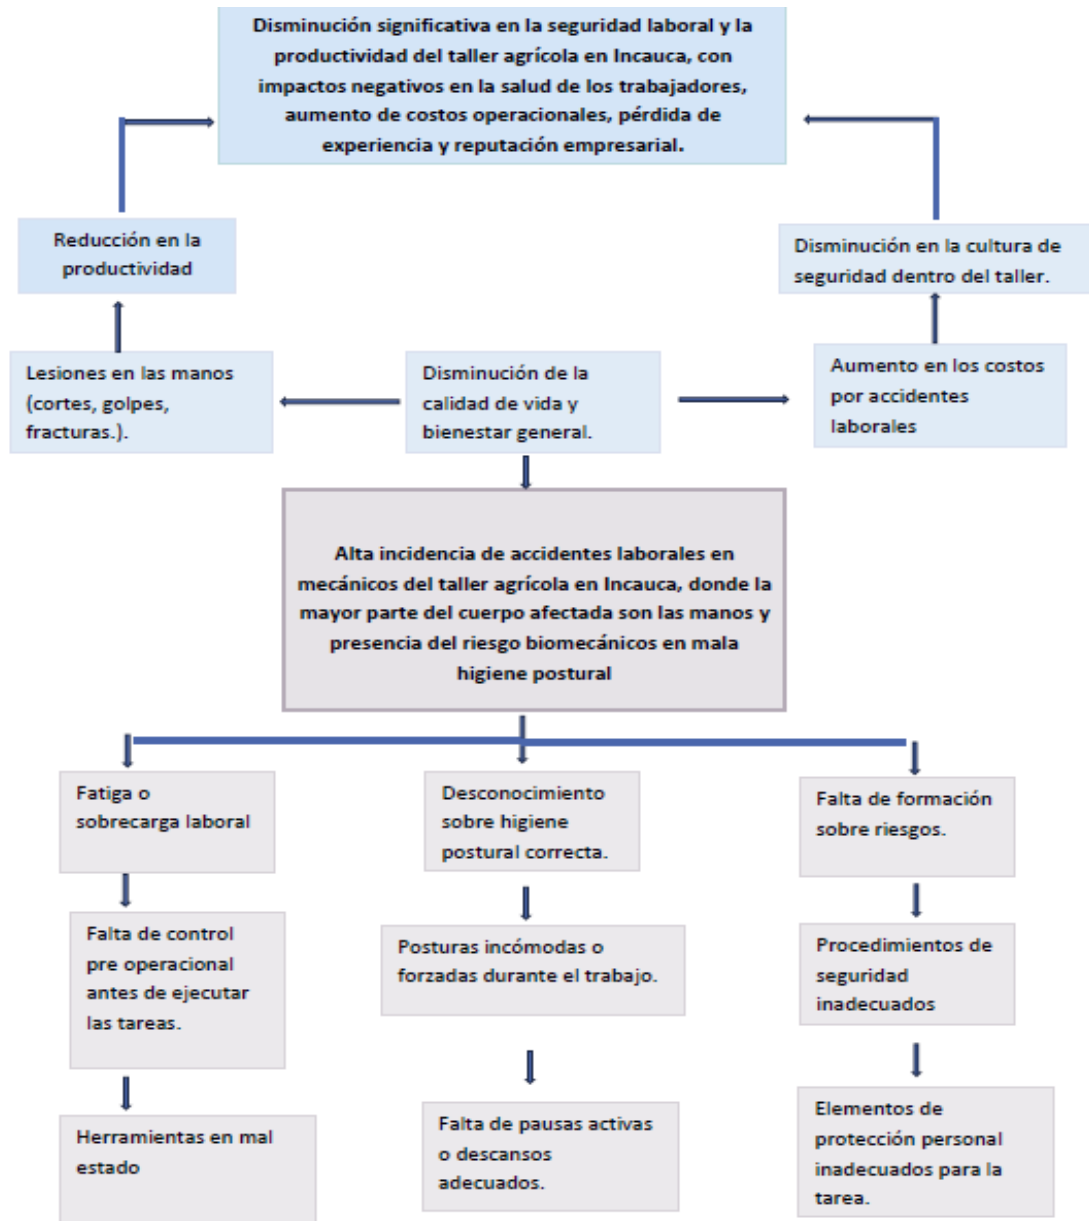 Disminución significativa en la seguridad laboral y la
productividad del taller agrícola en Incauca, con
impactos negativos en la salud de los trabajadores,
aumento de costos operacionales, pérdida de
experiencia y reputación empresarial.
Reducción en la
productividad
Disminución en la cultura de
seguridad dentro del taller.
Lesiones en las manos
(cortes, golpes,
fracturas.).
Disminución de la
calidad de vida y
bienestar general.
Aumento en los costos
por accidentes
laborales
Alta incidencia de accidentes laborales en
mecánicos del taller agrícola en Incauca, donde la
mayor parte del cuerpo afectada son las manos y
presencia del riesgo biomecánicos en mala
higiene postural
Fatiga o
sobrecarga laboral
Desconocimiento
sobre higiene
postural correcta.
Falta de formación
sobre riesgos.
Falta de control
pre operacional
antes de ejecutar
las tareas.
Posturas incómodas o
forzadas durante el trabajo.
Procedimientos de
seguridad
inadecuados
Herramientas en mal
estado
Falta de pausas activas
o descansos
adecuados.
Elementos de
protección personal
inadecuados para la
tarea.